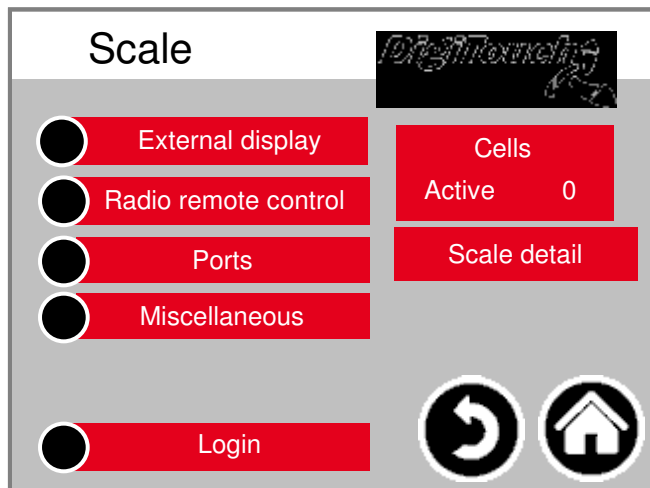 Scale
DigiTouch
External display
Radio remote control
Ports
Miscellaneous
Login
Cells
Active 0
Scale detail